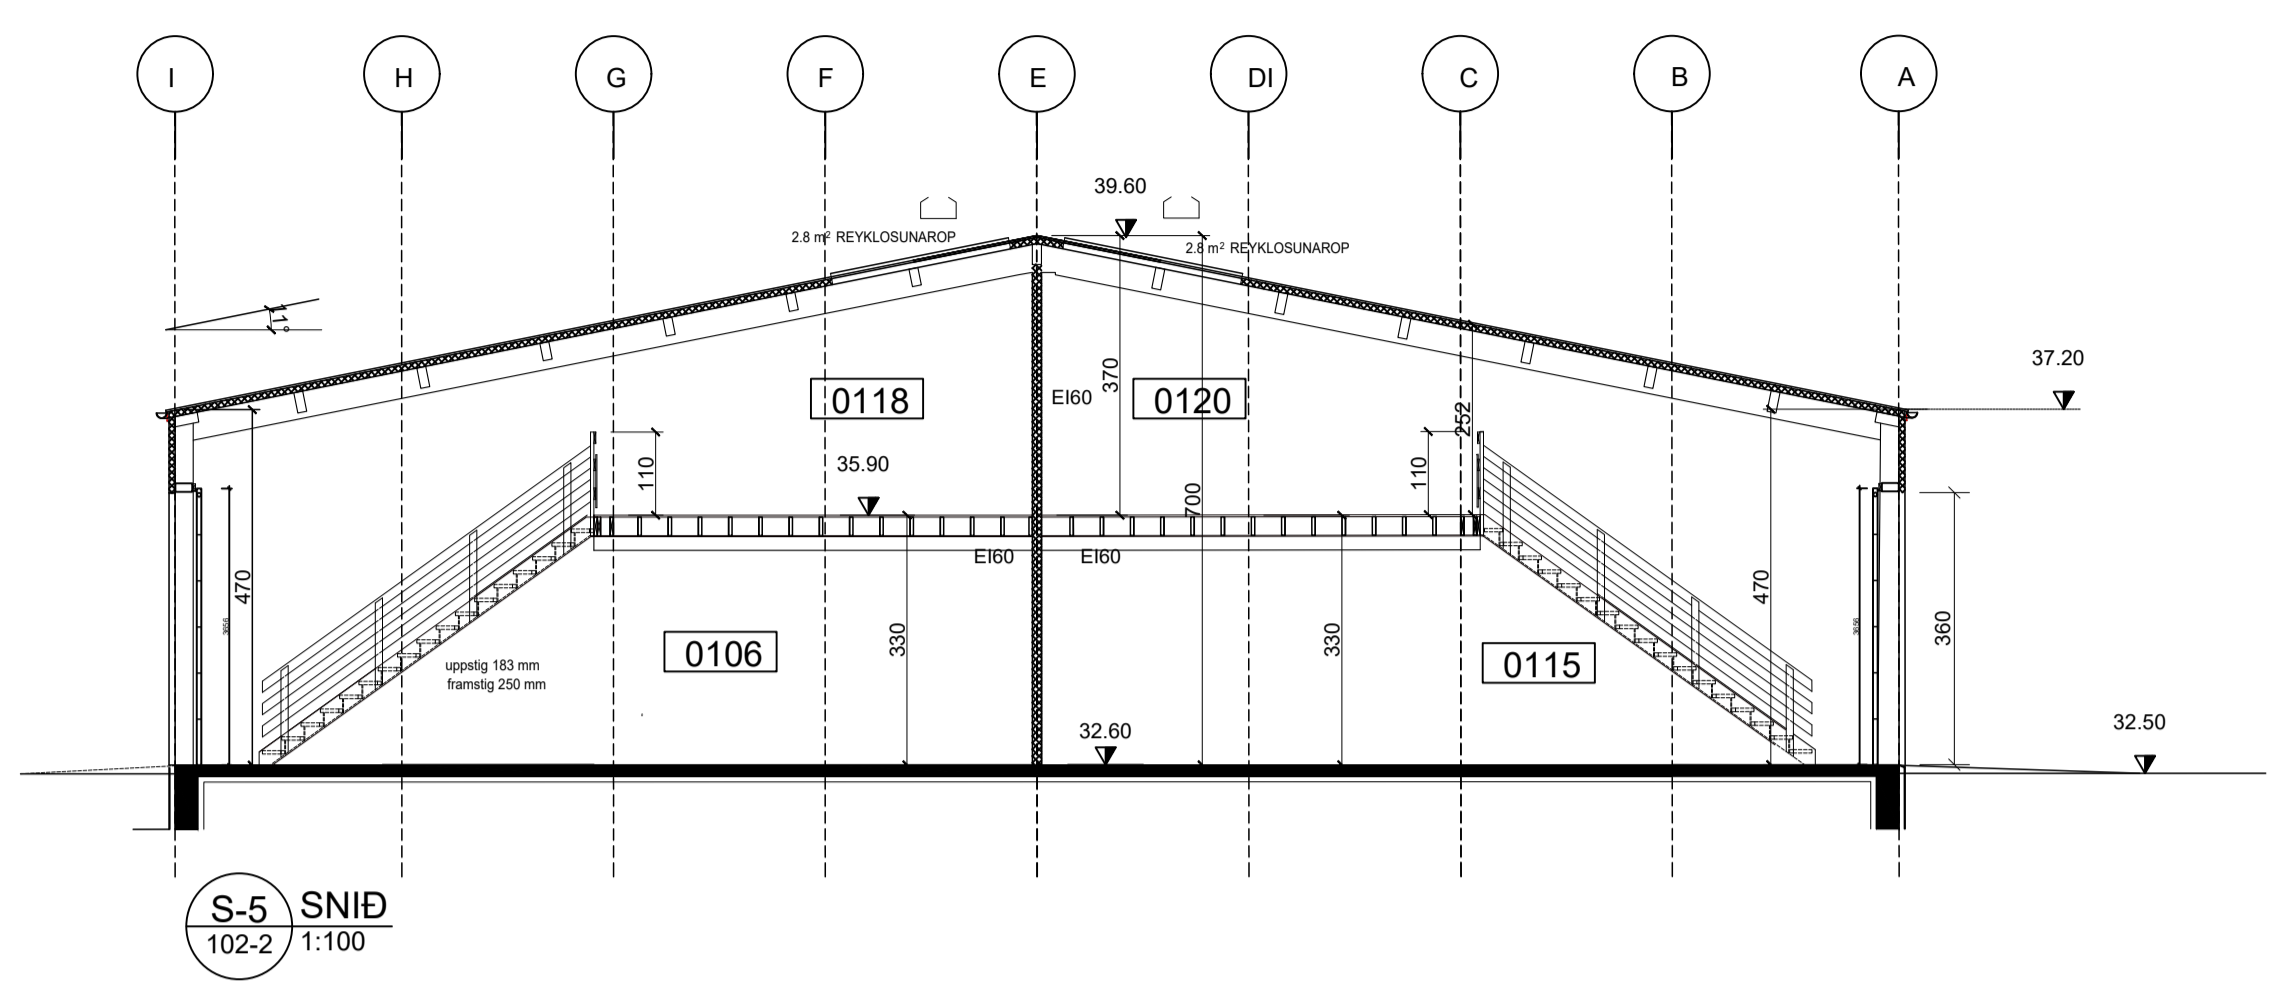 I H G F E DI C B A
39.60
2.8 m² REYKLOSUNAROP
2.8 m² REYKLOSUNAROP
11°
37.20
370
0118
EI60
0120
252
110
35.90
110
700
EI60
EI60
470
470
3656
330
330
3656
360
0106
0115
uppstig 183 mm
framstig 250 mm
32.60
32.50
S-5 SNIÐ
102-2 1:100